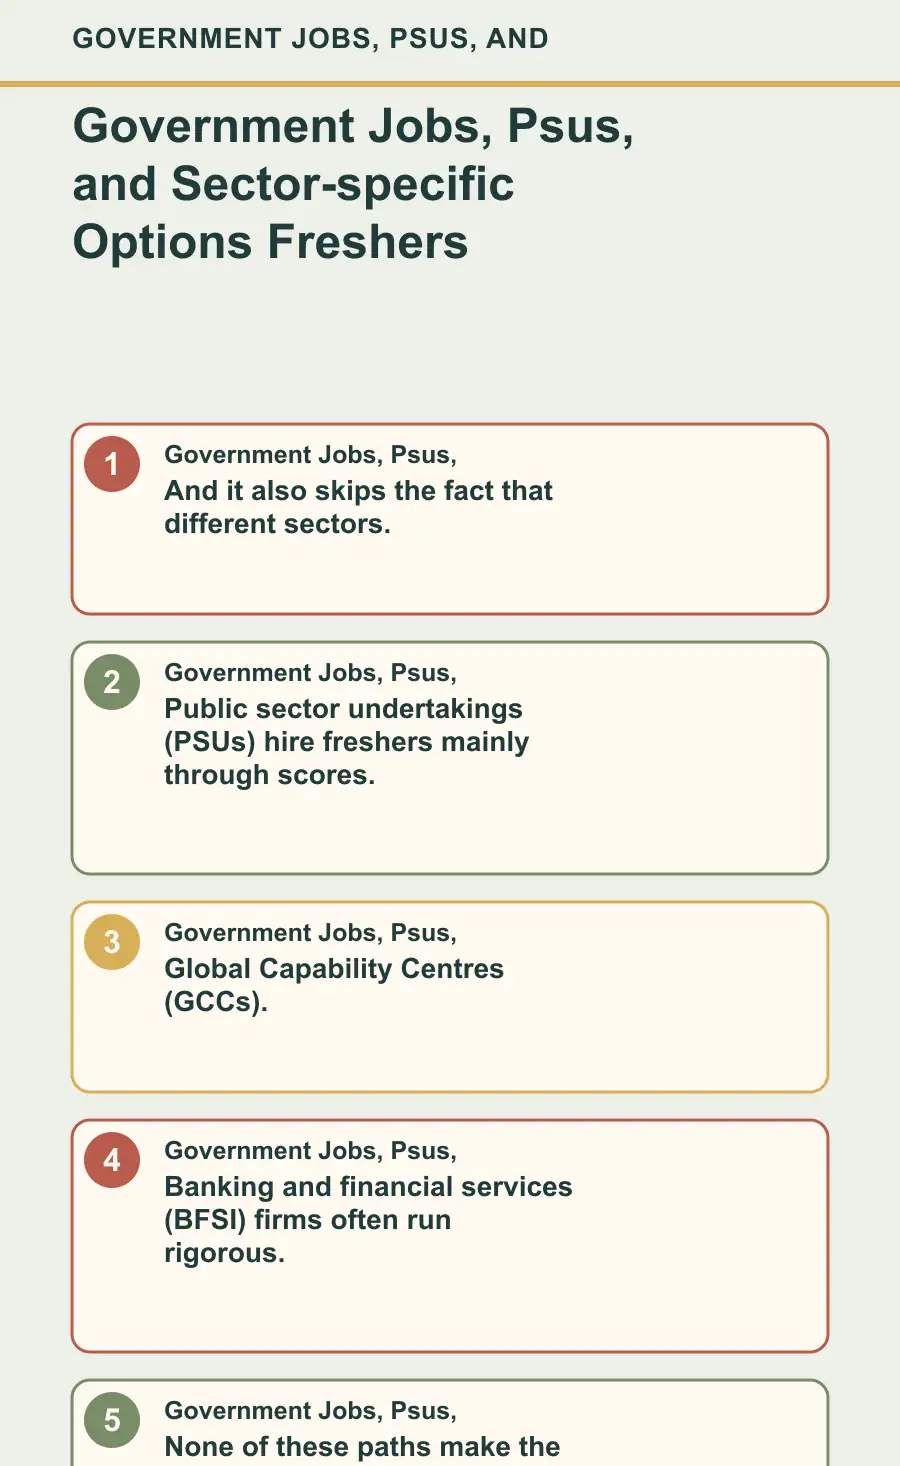 GOVERNMENT JOBS, PSUS, AND
Government Jobs, Psus,
and Sector-specific
Options Freshers
1
Government Jobs, Psus,
And it also skips the fact that
different sectors.
2
Government Jobs, Psus,
Public sector undertakings
(PSUs) hire freshers mainly
through scores.
3
Government Jobs, Psus,
Global Capability Centres
(GCCs).
4
Government Jobs, Psus,
Banking and financial services
(BFSI) firms often run
rigorous.
5
Government Jobs, Psus,
None of these paths make the